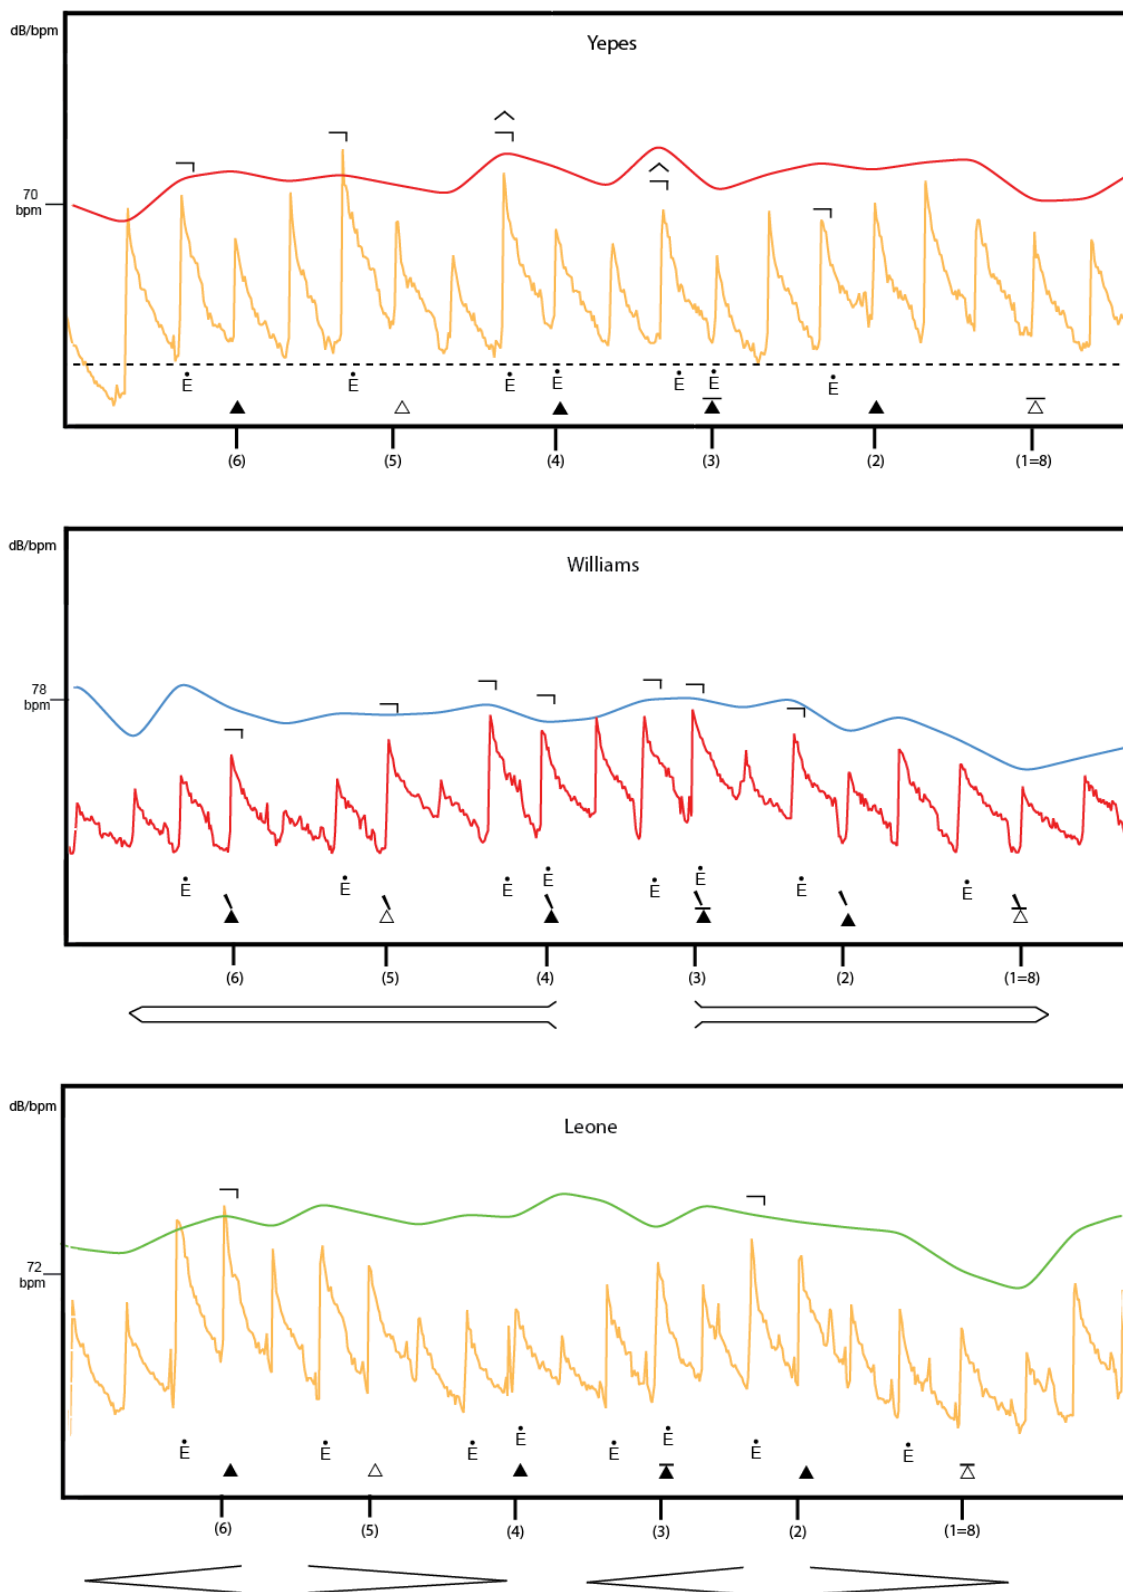 dB/bpm
Yepes
70
bpm
Ė Ė Ė Ė Ė Ė Ė
(6) (5) (4) (3) (2) (1=8)
dB/bpm
Williams
78
bpm
Ė Ė Ė Ė Ė Ė Ė Ė
(6) (5) (4) (3) (2) (1=8)
dB/bpm
Leone
72
bpm
Ė Ė Ė Ė Ė Ė Ė Ė
(6) (5) (4) (3) (2) (1=8)